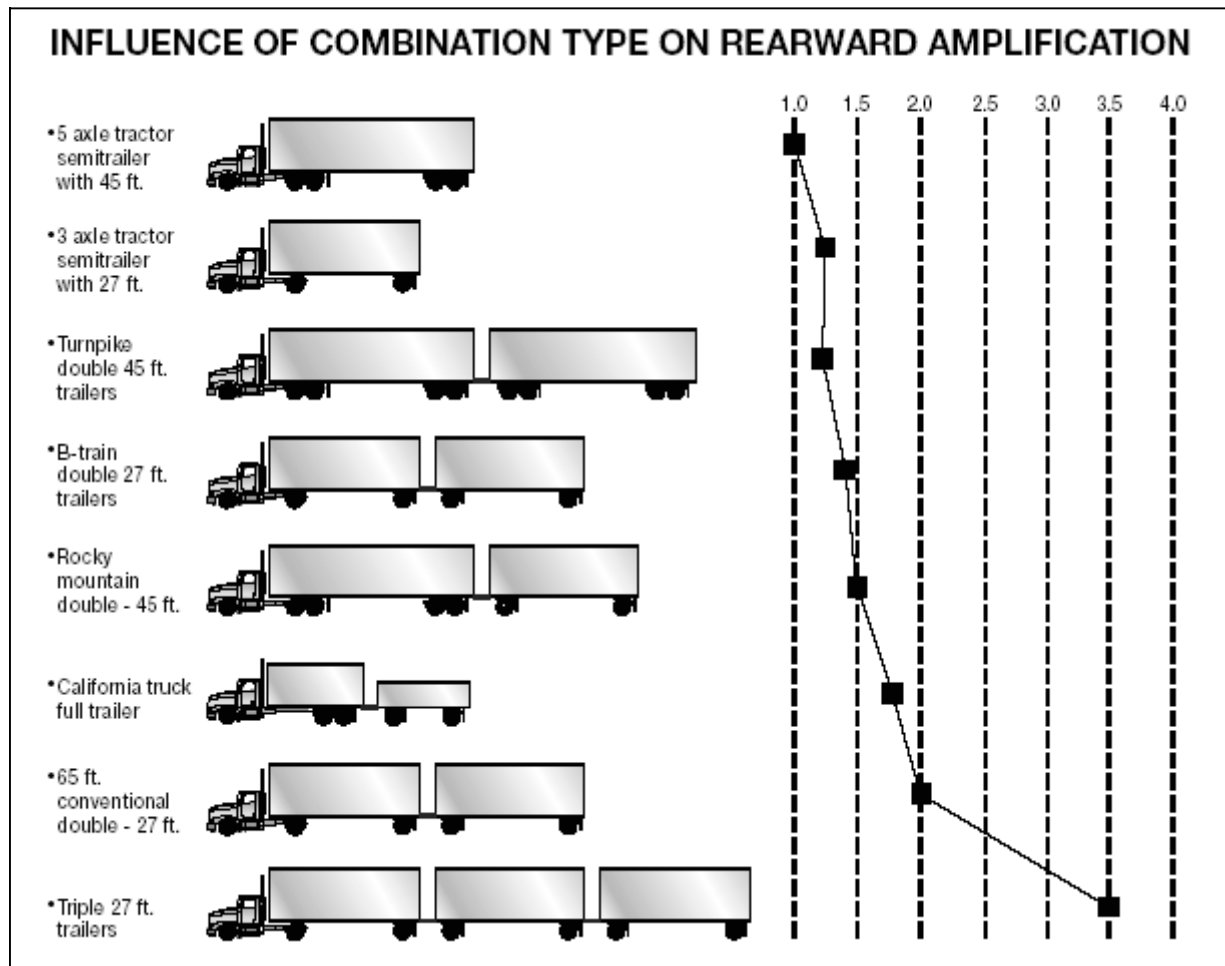 INFLUENCE OF COMBINATION TYPE ON REARWARD AMPLIFICATION
1.0 1.5 2.0 2.5 3.0 3.5 4.0
•5 axle tractor
semitrailer
with 45 ft.
•3 axle tractor
semitrailer
with 27 ft.
•Turnpike
double 45 ft.
trailers
•B-train
double 27 ft.
trailers
•Rocky
mountain
double - 45 ft.
•California truck
full trailer
•65 ft.
conventional
double - 27 ft.
•Triple 27 ft.
trailers